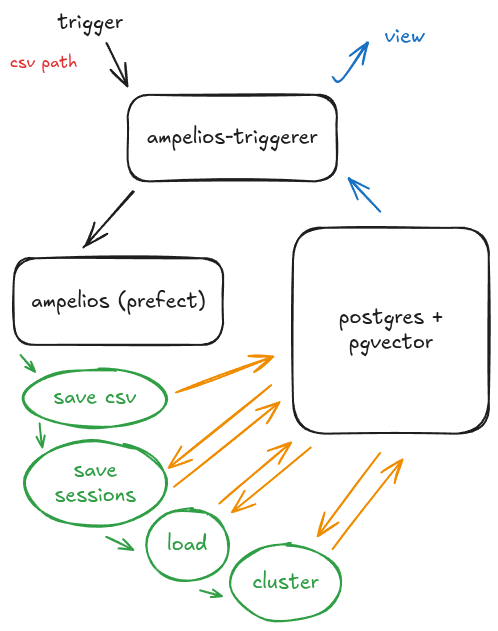 trigger
view
csv path
ampelios-triggerer
ampelios (prefect)
postgres +
pgvector
save csv
save
sessions
load
cluster